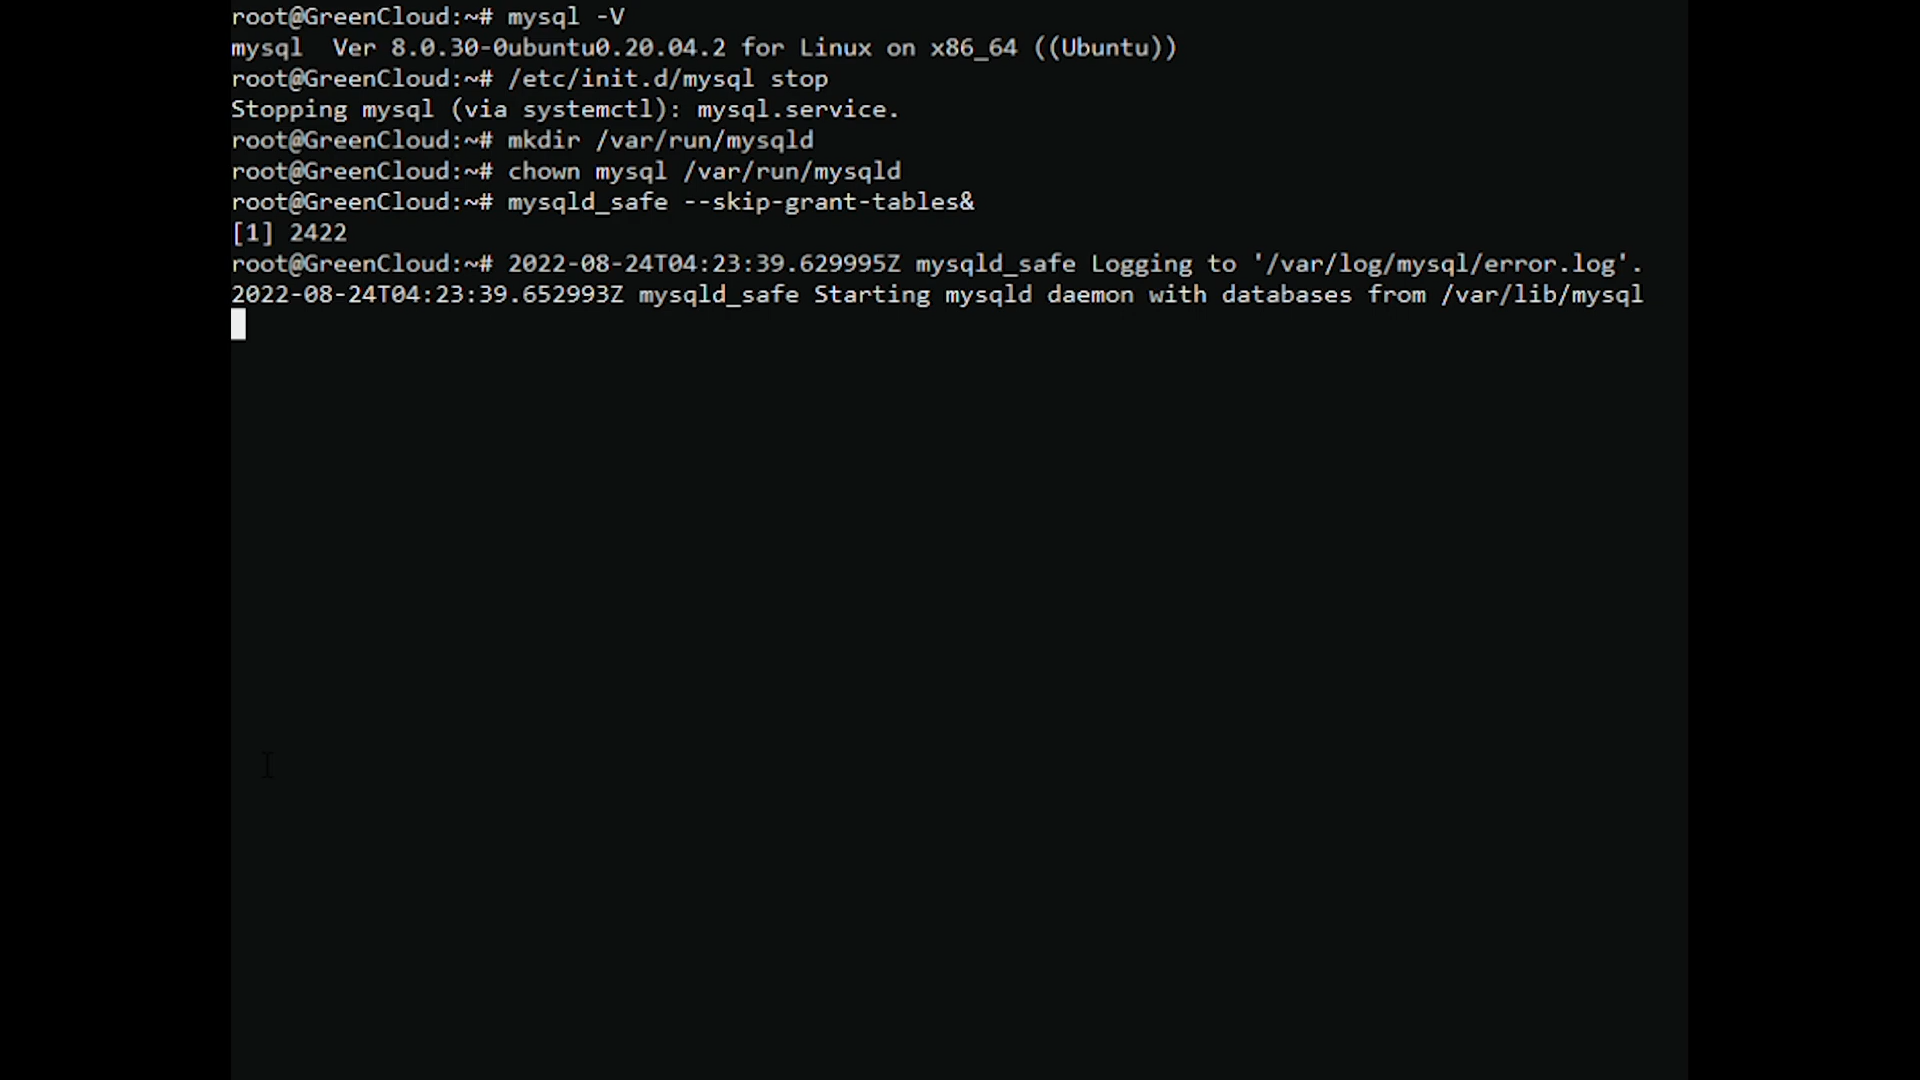 root@GreenCloud:~# mysql -V
mysql  Ver 8.0.30-0ubuntu0.20.04.2 for Linux on x86_64 ((Ubuntu))
root@GreenCloud:~# /etc/init.d/mysql stop
Stopping mysql (via systemctl): mysql.service.
root@GreenCloud:~# mkdir /var/run/mysqld
root@GreenCloud:~# chown mysql /var/run/mysqld
root@GreenCloud:~# mysqld_safe --skip-grant-tables&
[1] 2422
root@GreenCloud:~# 2022-08-24T04:23:39.629995Z mysqld_safe Logging to '/var/log/mysql/error.log'.
2022-08-24T04:23:39.652993Z mysqld_safe Starting mysqld daemon with databases from /var/lib/mysql